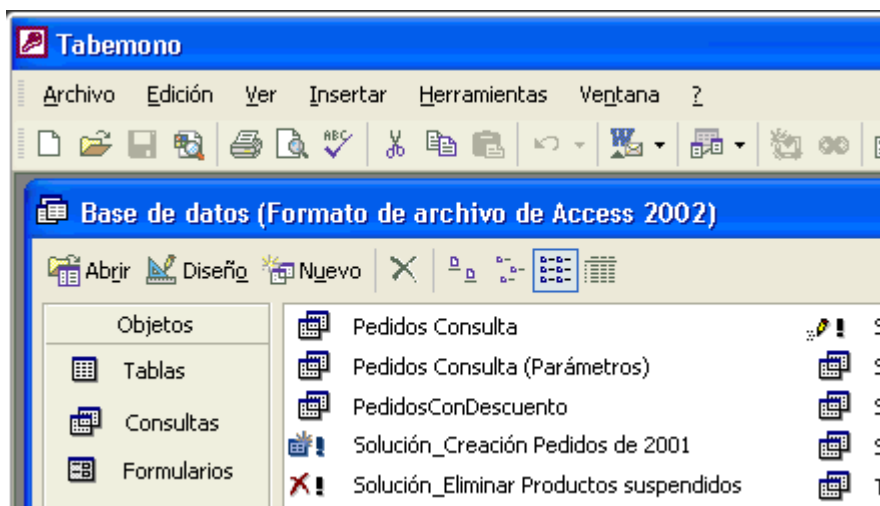 Tabemono
Archivo Edición Ver Insertar Herramientas Ventana ?
ABC W
Base de datos (Formato de archivo de Access 2002)
Abrir Diseño Nuevo
Objetos
Tablas
Consultas
Formularios
Pedidos Consulta
Pedidos Consulta (Parámetros)
PedidosConDescuento
Solución_Creación Pedidos de 2001
Solución_Eliminar Productos suspendidos
S
S
S
S
T